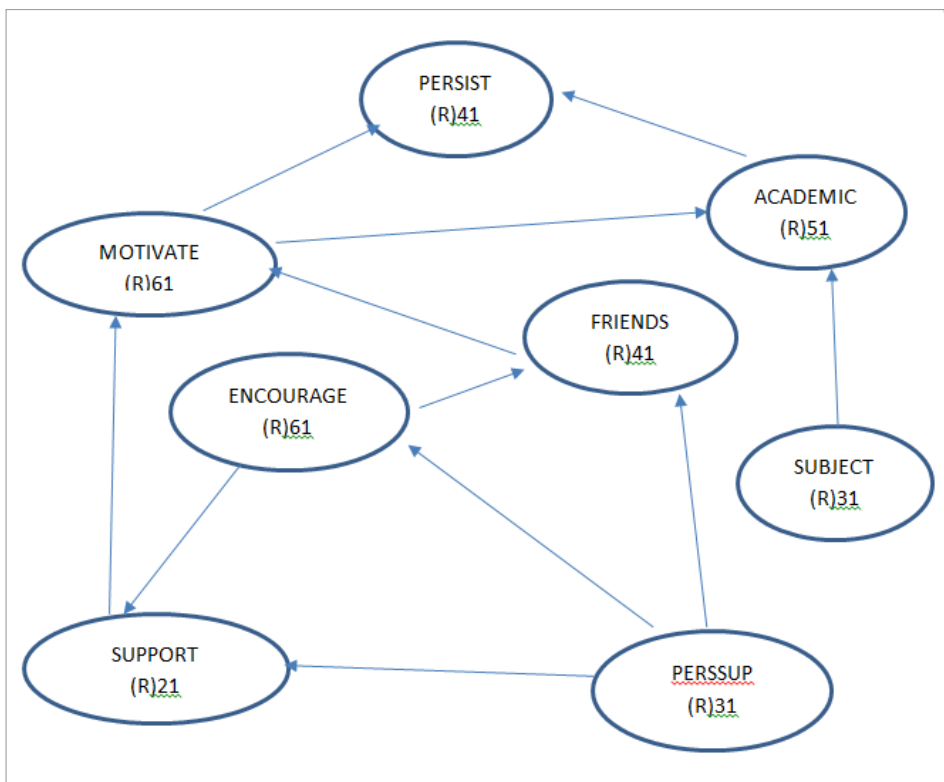 PERSIST
(R)41
ACADEMIC
(R)51
MOTIVATE
(R)61
FRIENDS
(R)41
ENCOURAGE
(R)61
SUBJECT
(R)31
SUPPORT
(R)21
PERSSUP
(R)31